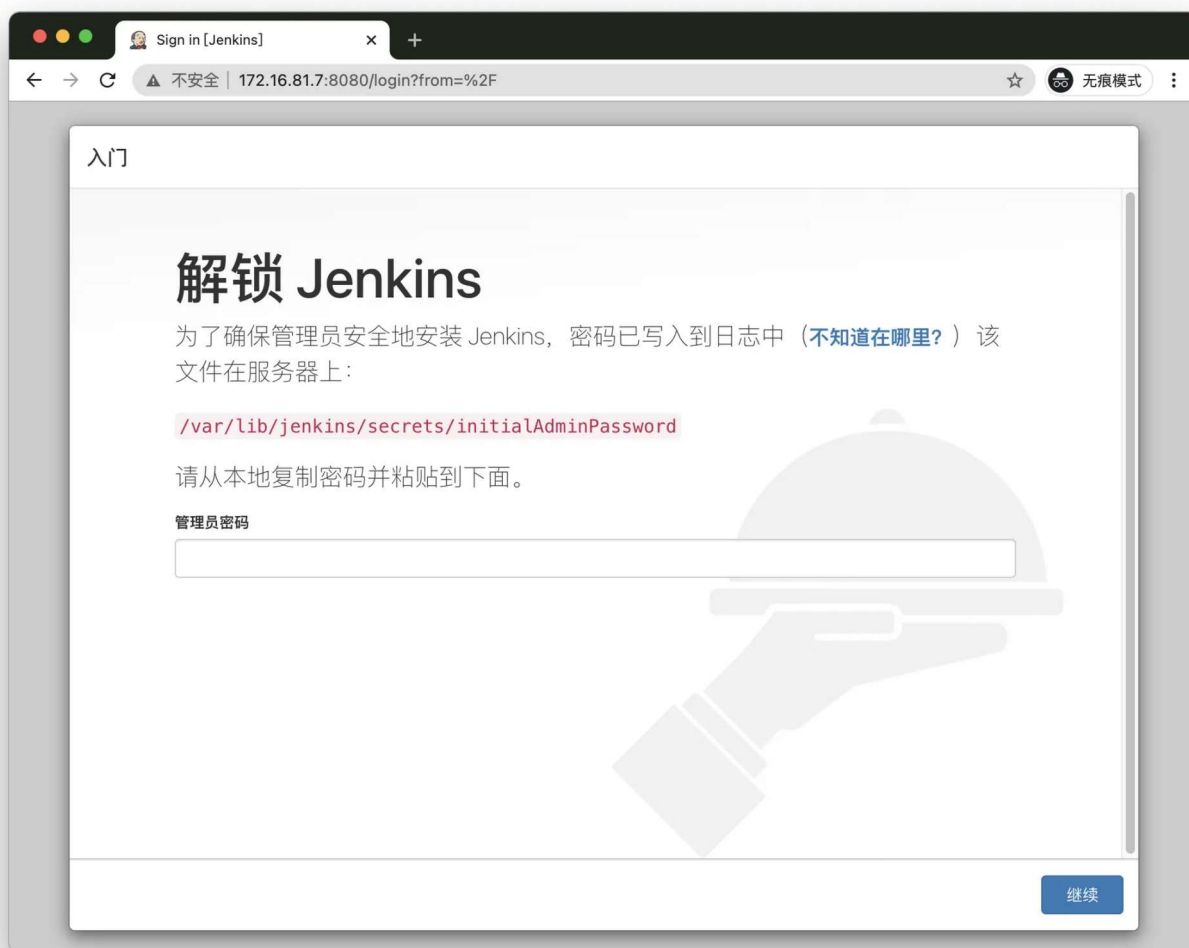 Sign in [Jenkins]
不安全 | 172.16.81.7:8080/login?from=%2F
无痕模式
入门
解锁 Jenkins
为了确保管理员安全地安装 Jenkins，密码已写入到日志中（不知道在哪里？）该
文件在服务器上：
/var/lib/jenkins/secrets/initialAdminPassword
请从本地复制密码并粘贴到下面。
管理员密码
继续